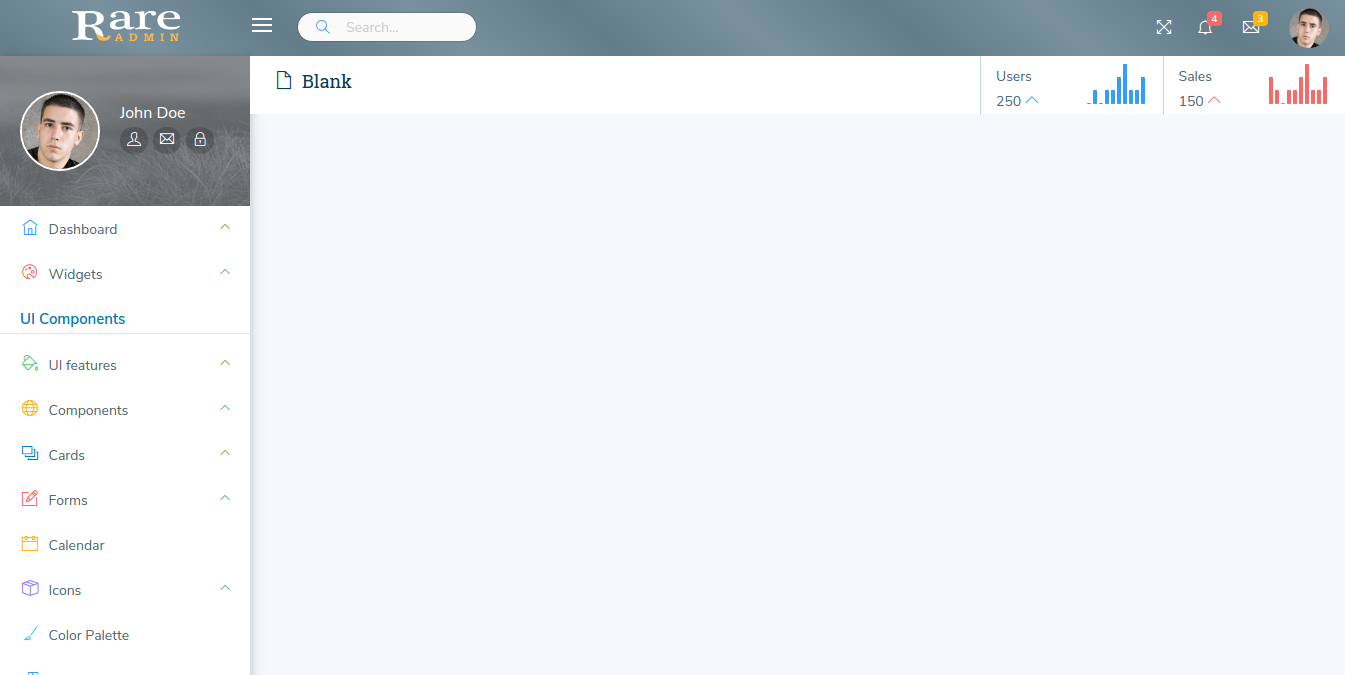 Rare
ADMIN
Search...
4
3
John Doe
Blank
Users
250
Sales
150
Dashboard
Widgets
UI Components
UI features
Components
Cards
Forms
Calendar
Icons
Color Palette